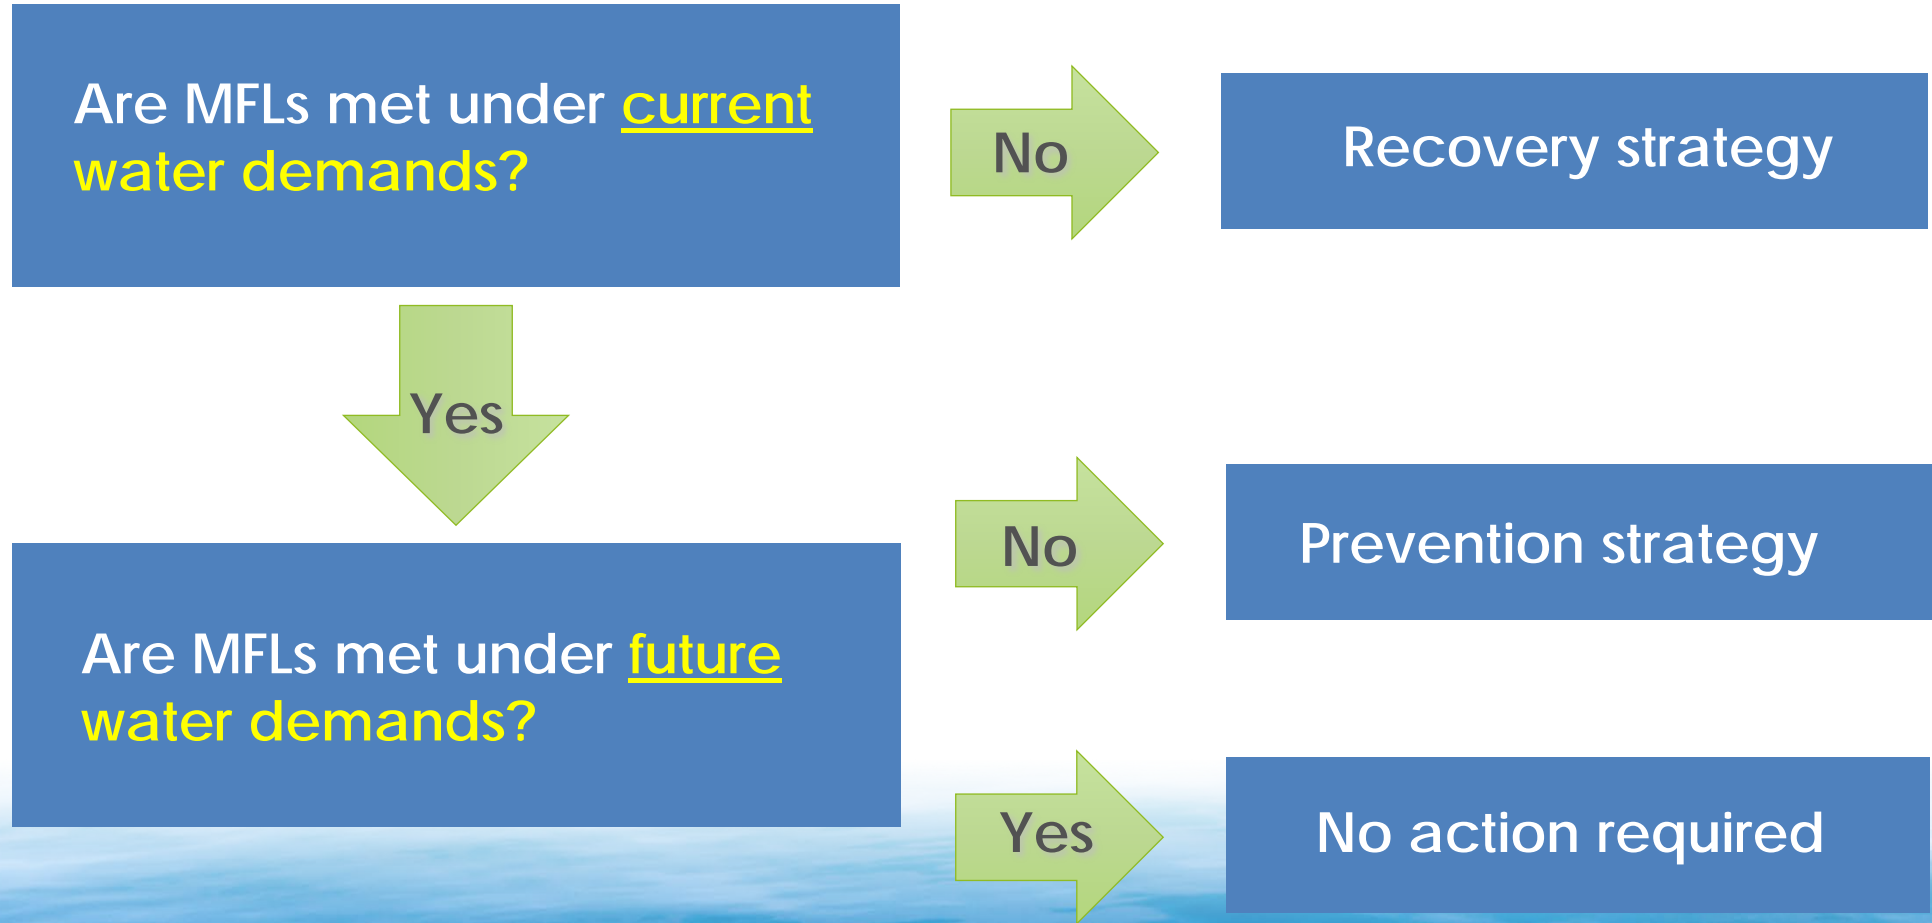 Are MFLs met under current
water demands?
No
Recovery strategy
Yes
No
Prevention strategy
Are MFLs met under future
water demands?
Yes
No action required